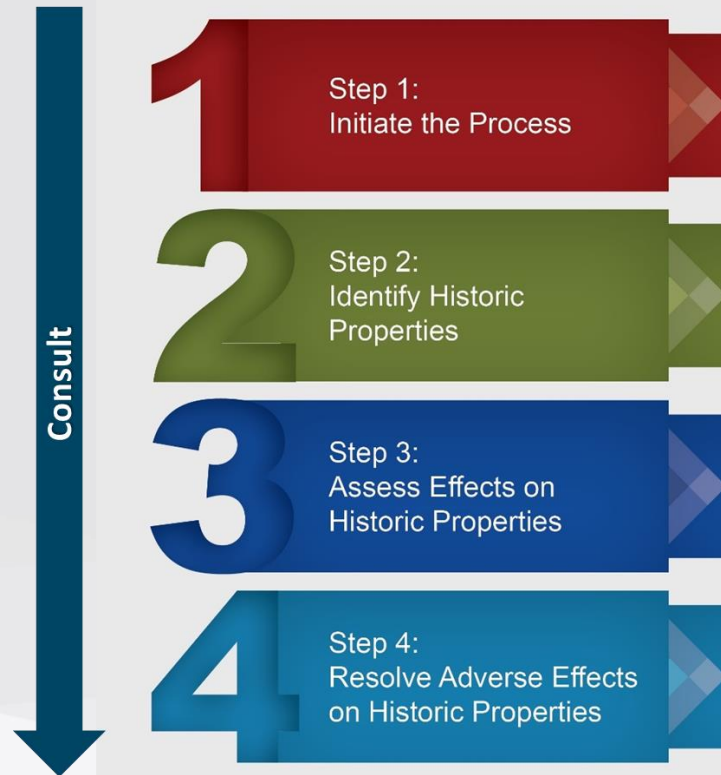 Consult
1
Step 1:
Initiate the Process
2
Step 2:
Identify Historic
Properties
3
Step 3:
Assess Effects on
Historic Properties
4
Step 4:
Resolve Adverse Effects
on Historic Properties